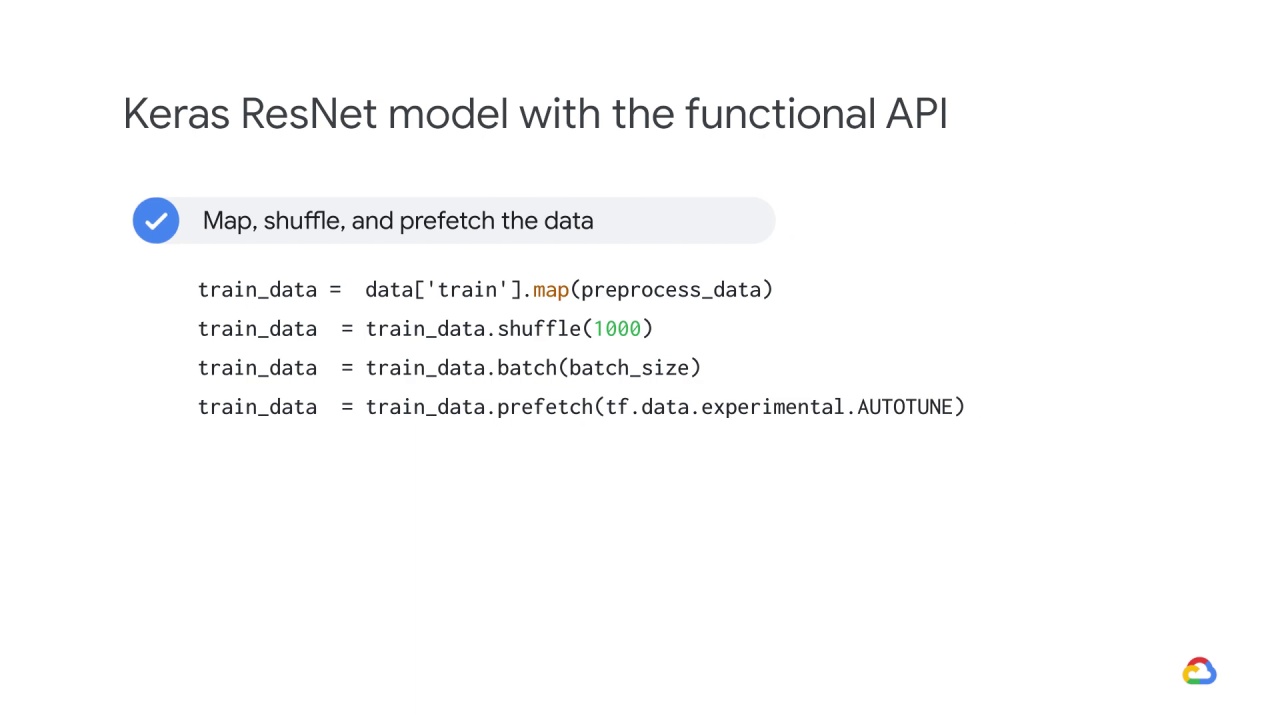 Keras ResNet model with the functional API
Map, shuffle, and prefetch the data
train_data =  data['train'].map(preprocess_data)
train_data  = train_data.shuffle(1000)
train_data  = train_data.batch(batch_size)
train_data  = train_data.prefetch(tf.data.experimental.AUTOTUNE)